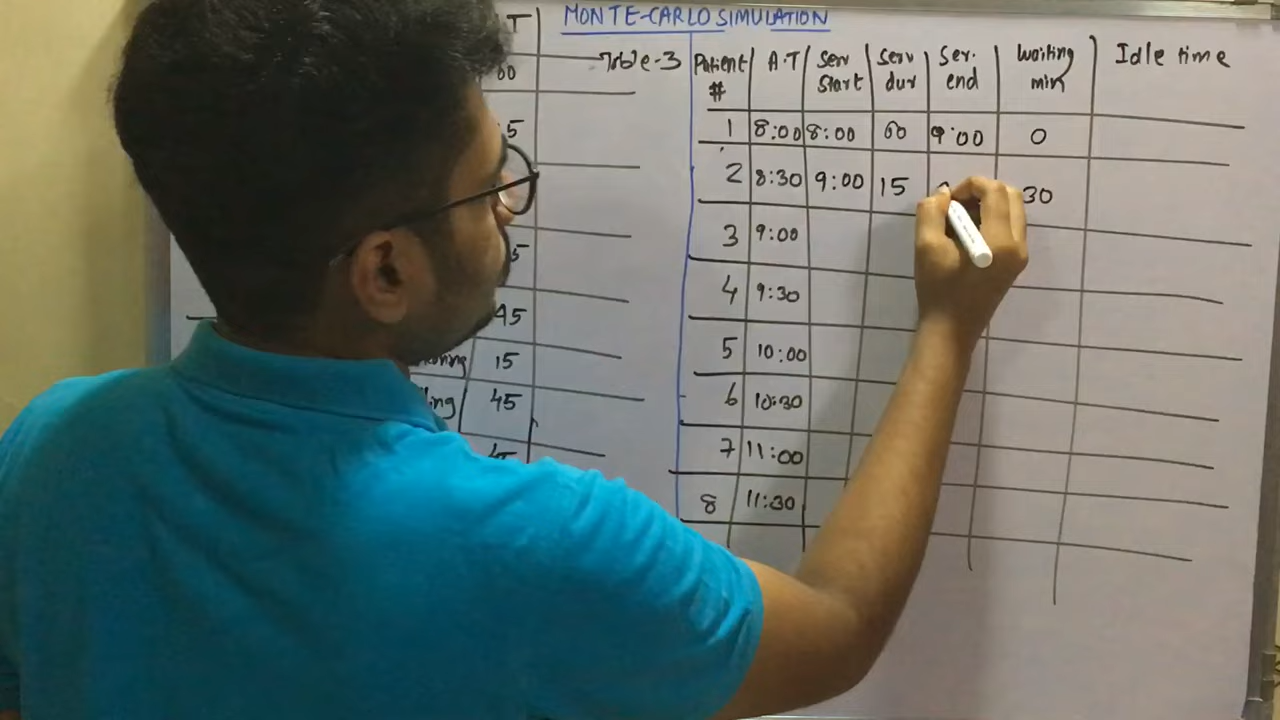 MONTE-CARLO SIMULATION
T
00
5
5
45
15
45
Table-3
Patient # A.T Serv Start Serv dur Ser. end Waiting min Idle time
1 8:00 8:00 60 9:00 0
2 8:30 9:00 15 30
3 9:00
4 9:30
5 10:00
6 10:30
7 11:00
8 11:30